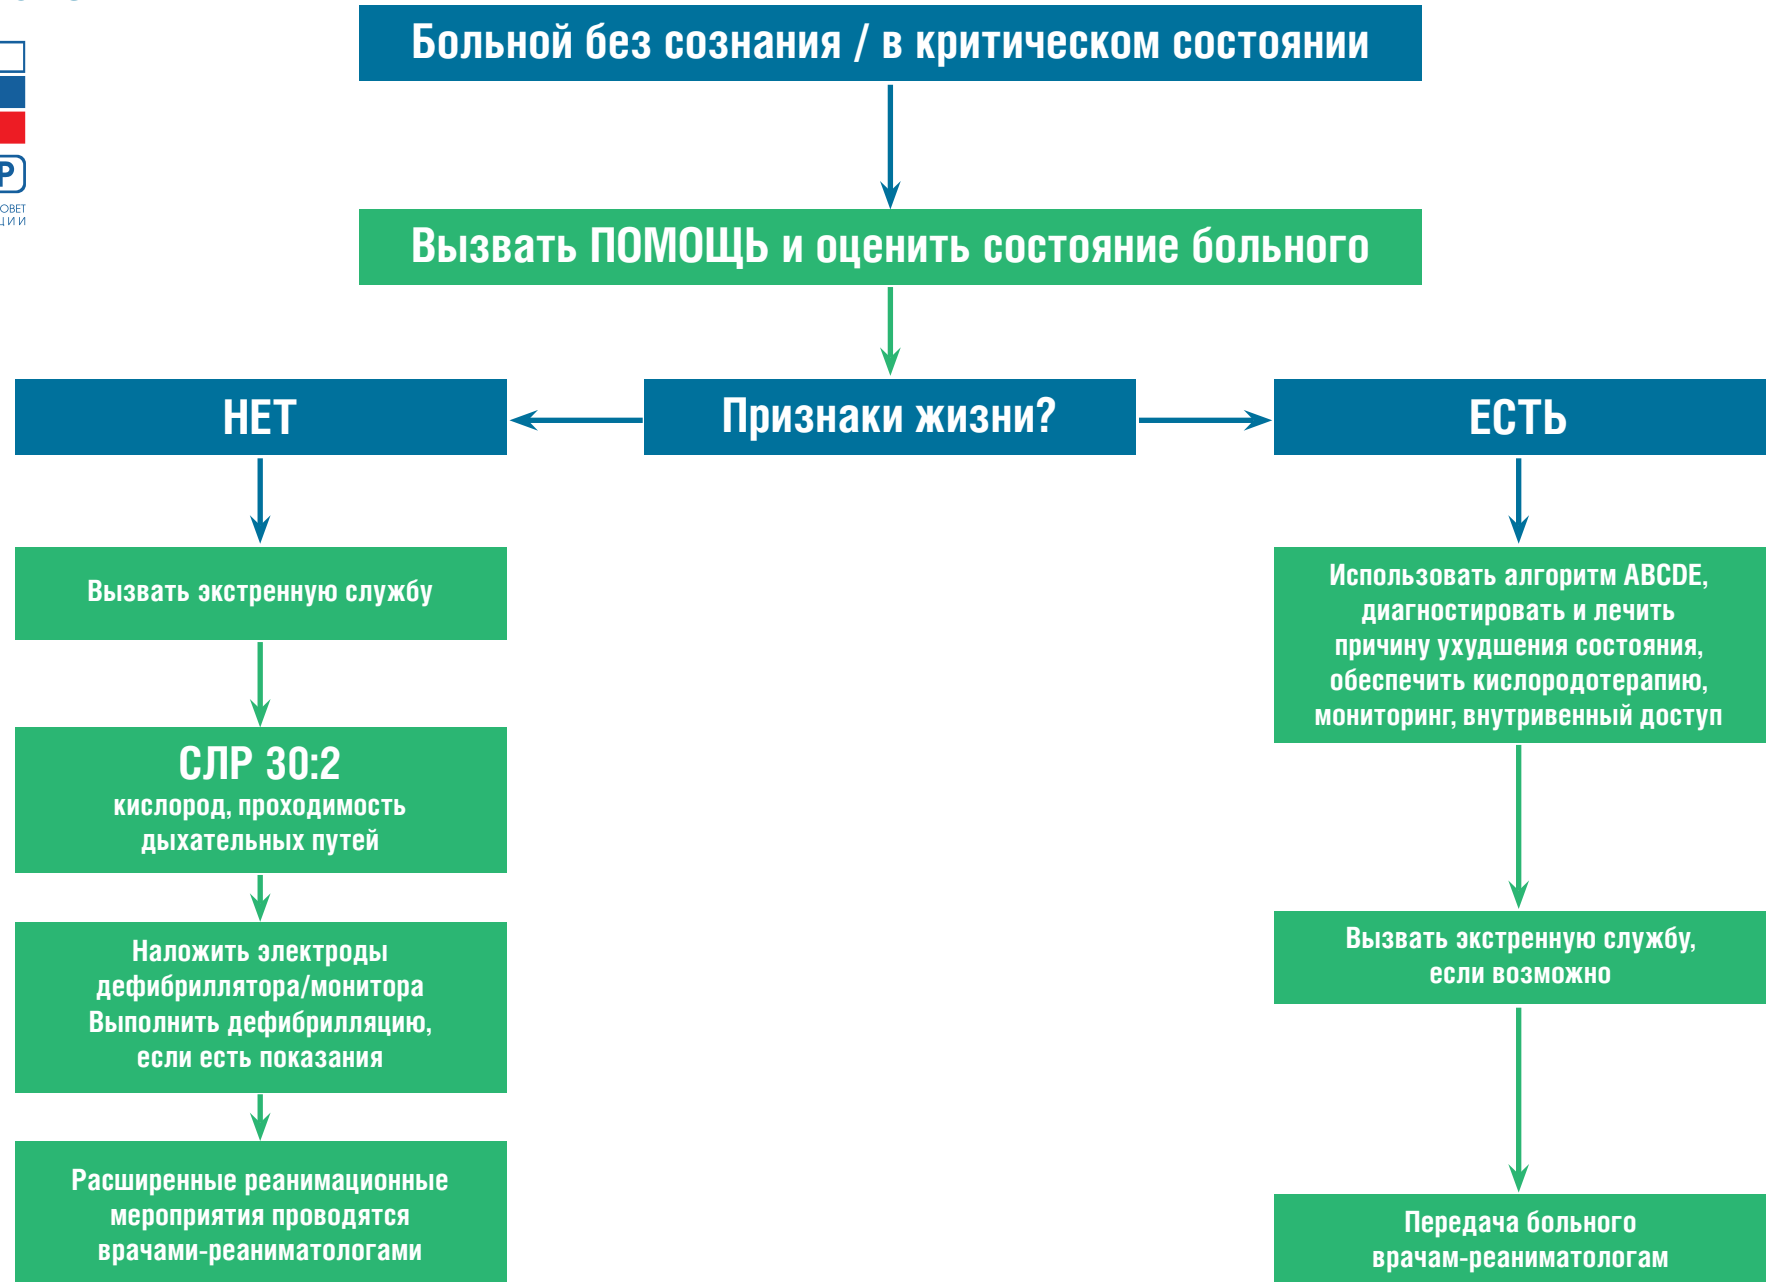 Больной без сознания / в критическом состоянии
Вызвать ПОМОЩЬ и оценить состояние больного
НЕТ
Признаки жизни?
ЕСТЬ
Вызвать экстренную службу
СЛР 30:2
кислород, проходимость
дыхательных путей
Наложить электроды
дефибриллятора/монитора
Выполнить дефибрилляцию,
если есть показания
Расширенные реанимационные
мероприятия проводятся
врачами-реаниматологами
Использовать алгоритм ABCDE,
диагностировать и лечить
причину ухудшения состояния,
обеспечить кислородотерапию,
мониторинг, внутривенный доступ
Вызвать экстренную службу,
если возможно
Передача больного
врачам-реаниматологам